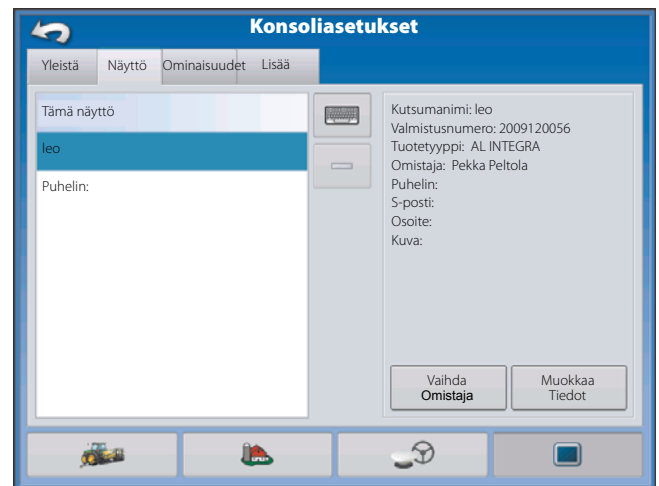 Konsoliasetukset
Yleistä Näyttö Ominaisuudet Lisää
Tämä näyttö
leo
Puhelin:
Kutsumanimi: leo
Valmistusnumero: 2009120056
Tuotetyyppi: AL INTEGRA
Omistaja: Pekka Peltola
Puhelin:
S-posti:
Osoite:
Kuva:
Vaihda
Omistaja
Muokkaa
Tiedot